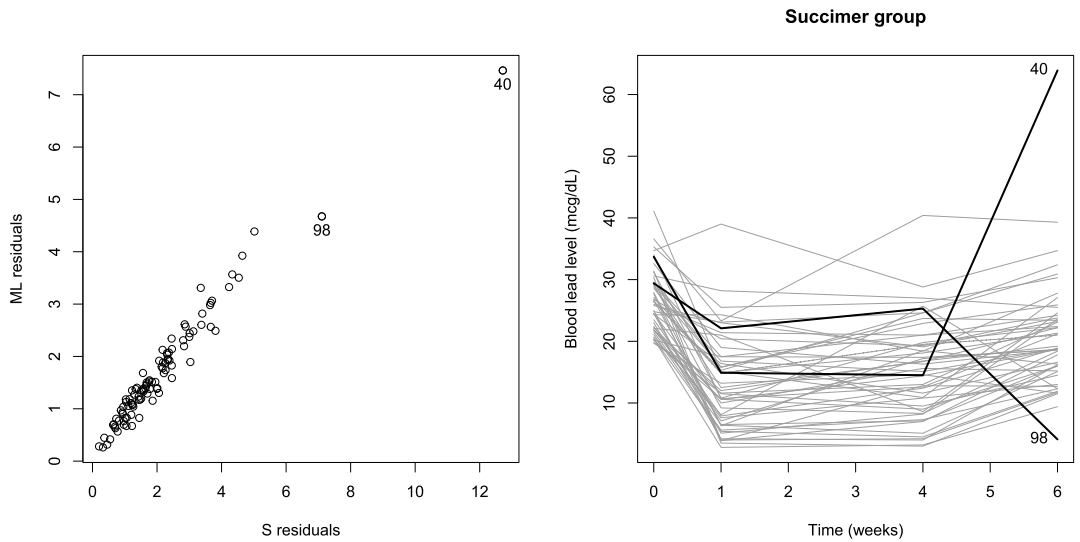 Succimer group
ML residuals
7
6
5
4
3
2
1
0
40
98
0 2 4 6 8 10 12
S residuals
Blood lead level (mcg/dL)
60
50
40
30
20
10
40
98
0 1 2 3 4 5 6
Time (weeks)